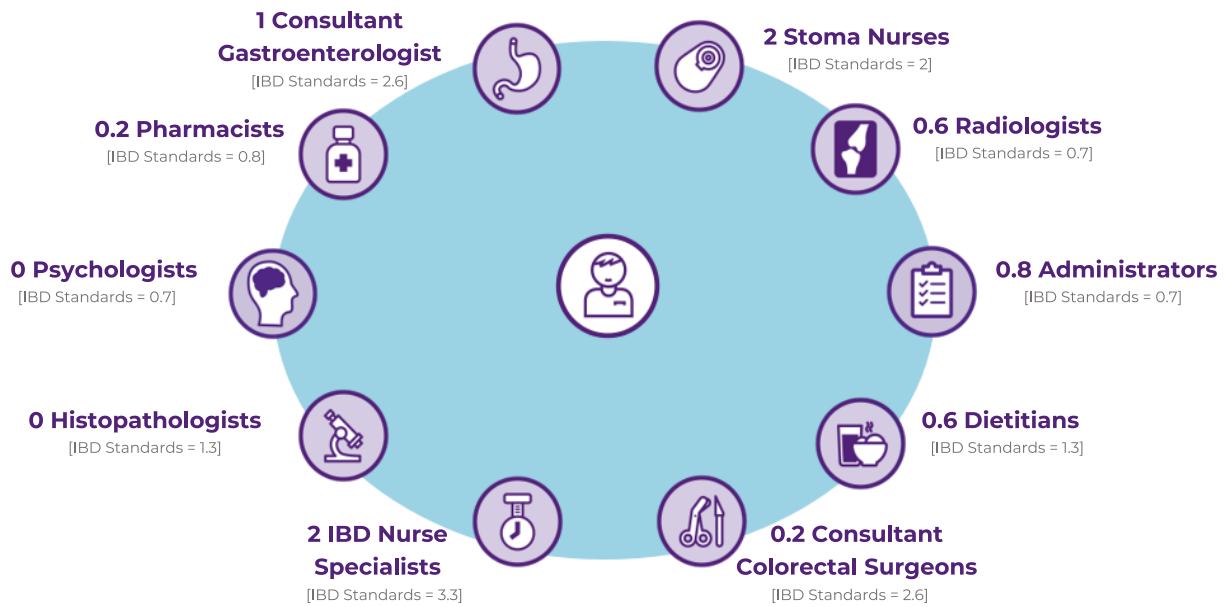 1 Consultant
Gastroenterologist
[IBD Standards = 2.6]
2 Stoma Nurses
[IBD Standards = 2]
0.2 Pharmacists
[IBD Standards = 0.8]
0.6 Radiologists
[IBD Standards = 0.7]
0 Psychologists
[IBD Standards = 0.7]
0.8 Administrators
[IBD Standards = 0.7]
0 Histopathologists
[IBD Standards = 1.3]
0.6 Dietitians
[IBD Standards = 1.3]
2 IBD Nurse
Specialists
[IBD Standards = 3.3]
0.2 Consultant
Colorectal Surgeons
[IBD Standards = 2.6]